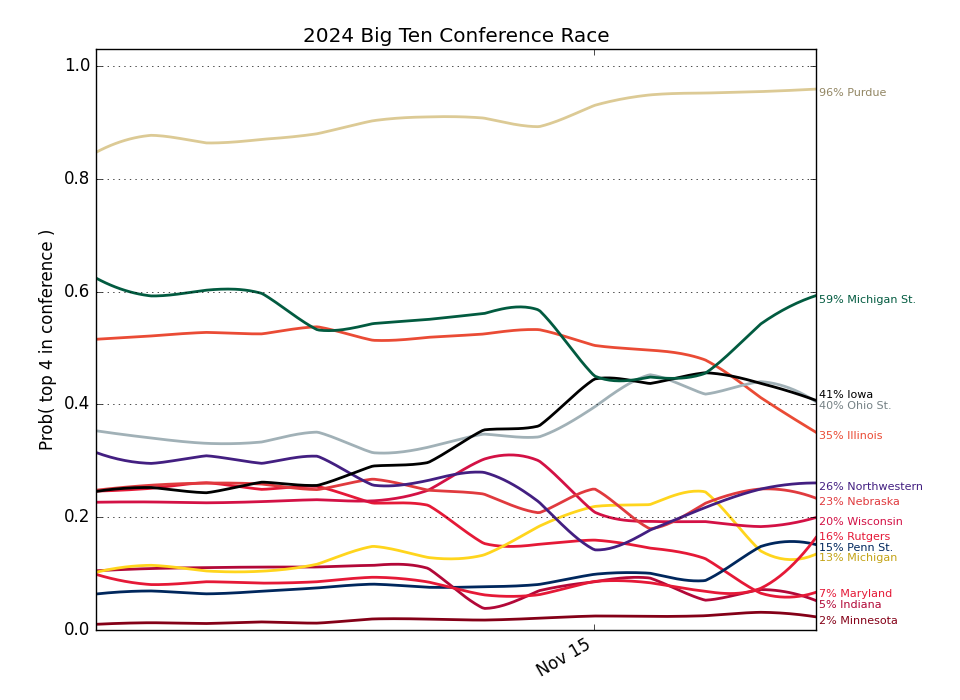 2024 Big Ten Conference Race
1.0
0.8
0.6
0.4
0.2
0.0
Prob( top 4 in conference )
Nov 15
96% Purdue
59% Michigan St.
41% Iowa
40% Ohio St.
35% Illinois
26% Northwestern
23% Nebraska
20% Wisconsin
16% Rutgers
15% Penn St.
13% Michigan
7% Maryland
5% Indiana
2% Minnesota